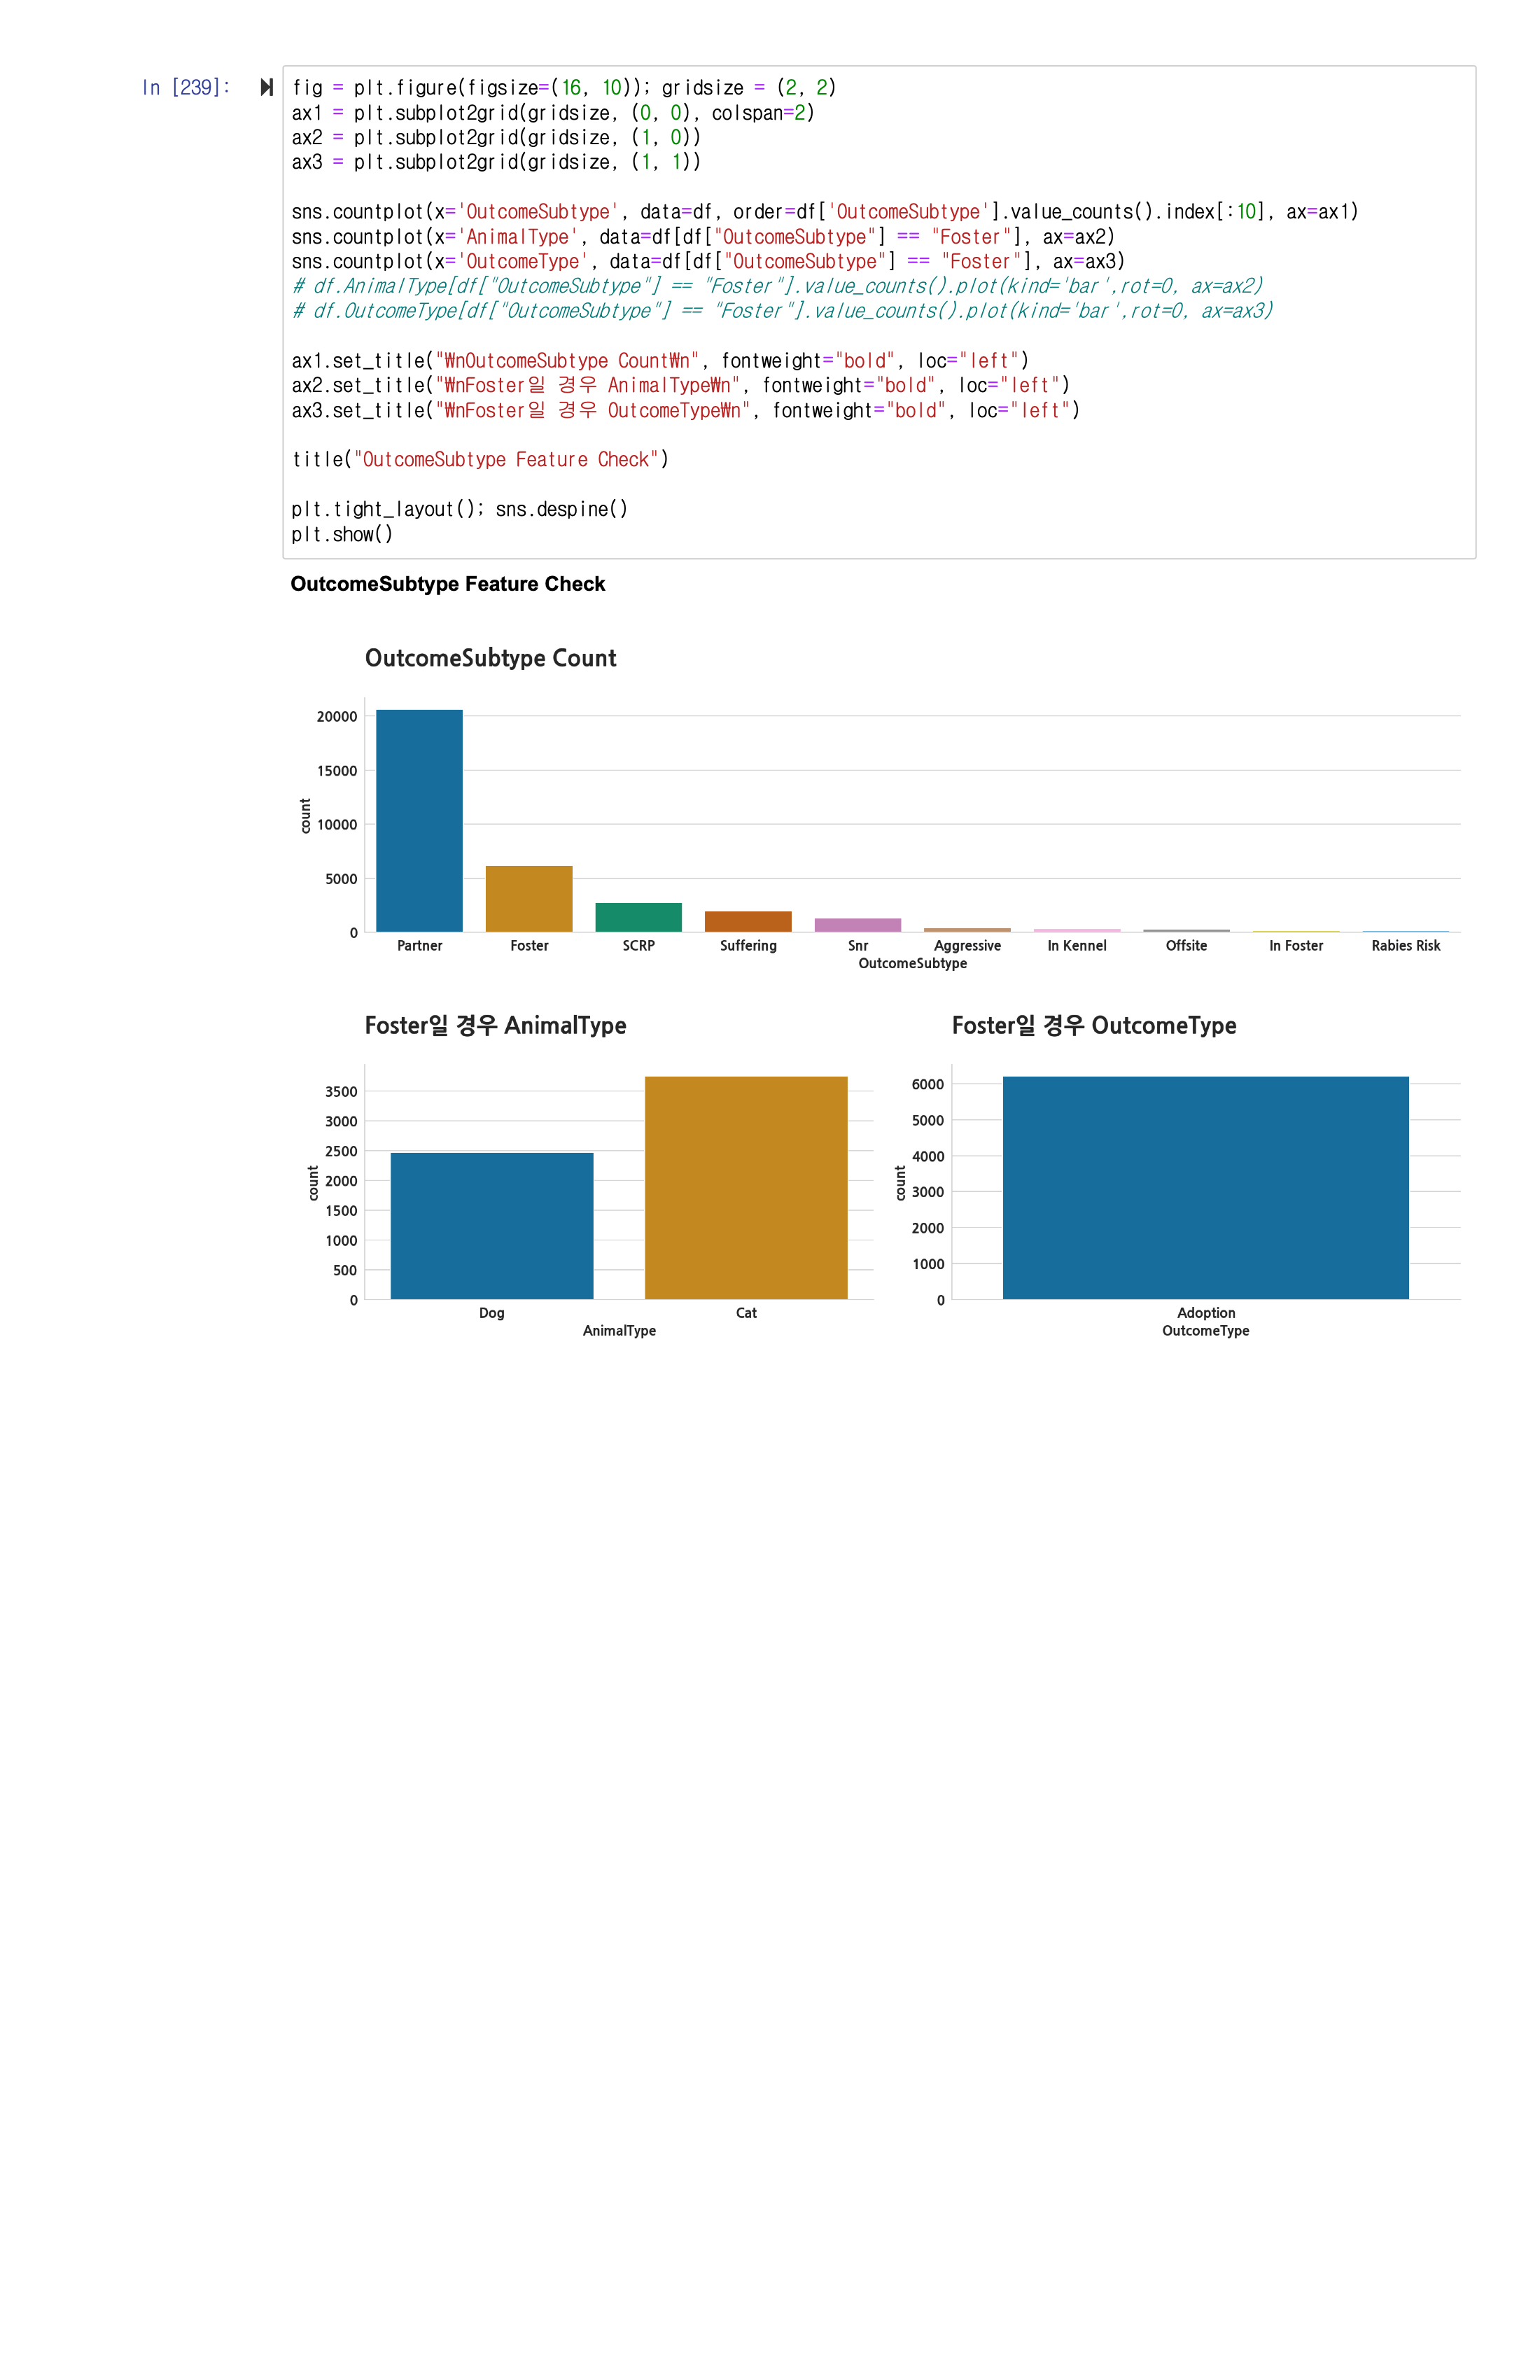 In [239]:
fig = plt.figure(figsize=(16, 10)); gridsize = (2, 2)
ax1 = plt.subplot2grid(gridsize, (0, 0), colspan=2)
ax2 = plt.subplot2grid(gridsize, (1, 0))
ax3 = plt.subplot2grid(gridsize, (1, 1))
sns.countplot(x='OutcomeSubtype', data=df, order=df['OutcomeSubtype'].value_counts().index[:10], ax=ax1)
sns.countplot(x='AnimalType', data=df[df["OutcomeSubtype"] == "Foster"], ax=ax2)
sns.countplot(x='OutcomeType', data=df[df["OutcomeSubtype"] == "Foster"], ax=ax3)
# df.AnimalType[df["OutcomeSubtype"] == "Foster"].value_counts().plot(kind='bar',rot=0, ax=ax2)
# df.OutcomeType[df["OutcomeSubtype"] == "Foster"].value_counts().plot(kind='bar',rot=0, ax=ax3)
ax1.set_title("₩nOutcomeSubtype Count₩n", fontweight="bold", loc="left")
ax2.set_title("₩nFoster일 경우 AnimalType₩n", fontweight="bold", loc="left")
ax3.set_title("₩nFoster일 경우 OutcomeType₩n", fontweight="bold", loc="left")
title("OutcomeSubtype Feature Check")
plt.tight_layout(); sns.despine()
plt.show()
OutcomeSubtype Feature Check
OutcomeSubtype Count
20000
15000
10000
5000
0
count
Partner Foster SCRP Suffering Snr Aggressive In Kennel Offsite In Foster Rabies Risk
OutcomeSubtype
Foster일 경우 AnimalType
3500
3000
2500
2000
1500
1000
500
0
count
Dog Cat
AnimalType
Foster일 경우 OutcomeType
6000
5000
4000
3000
2000
1000
0
count
Adoption
OutcomeType